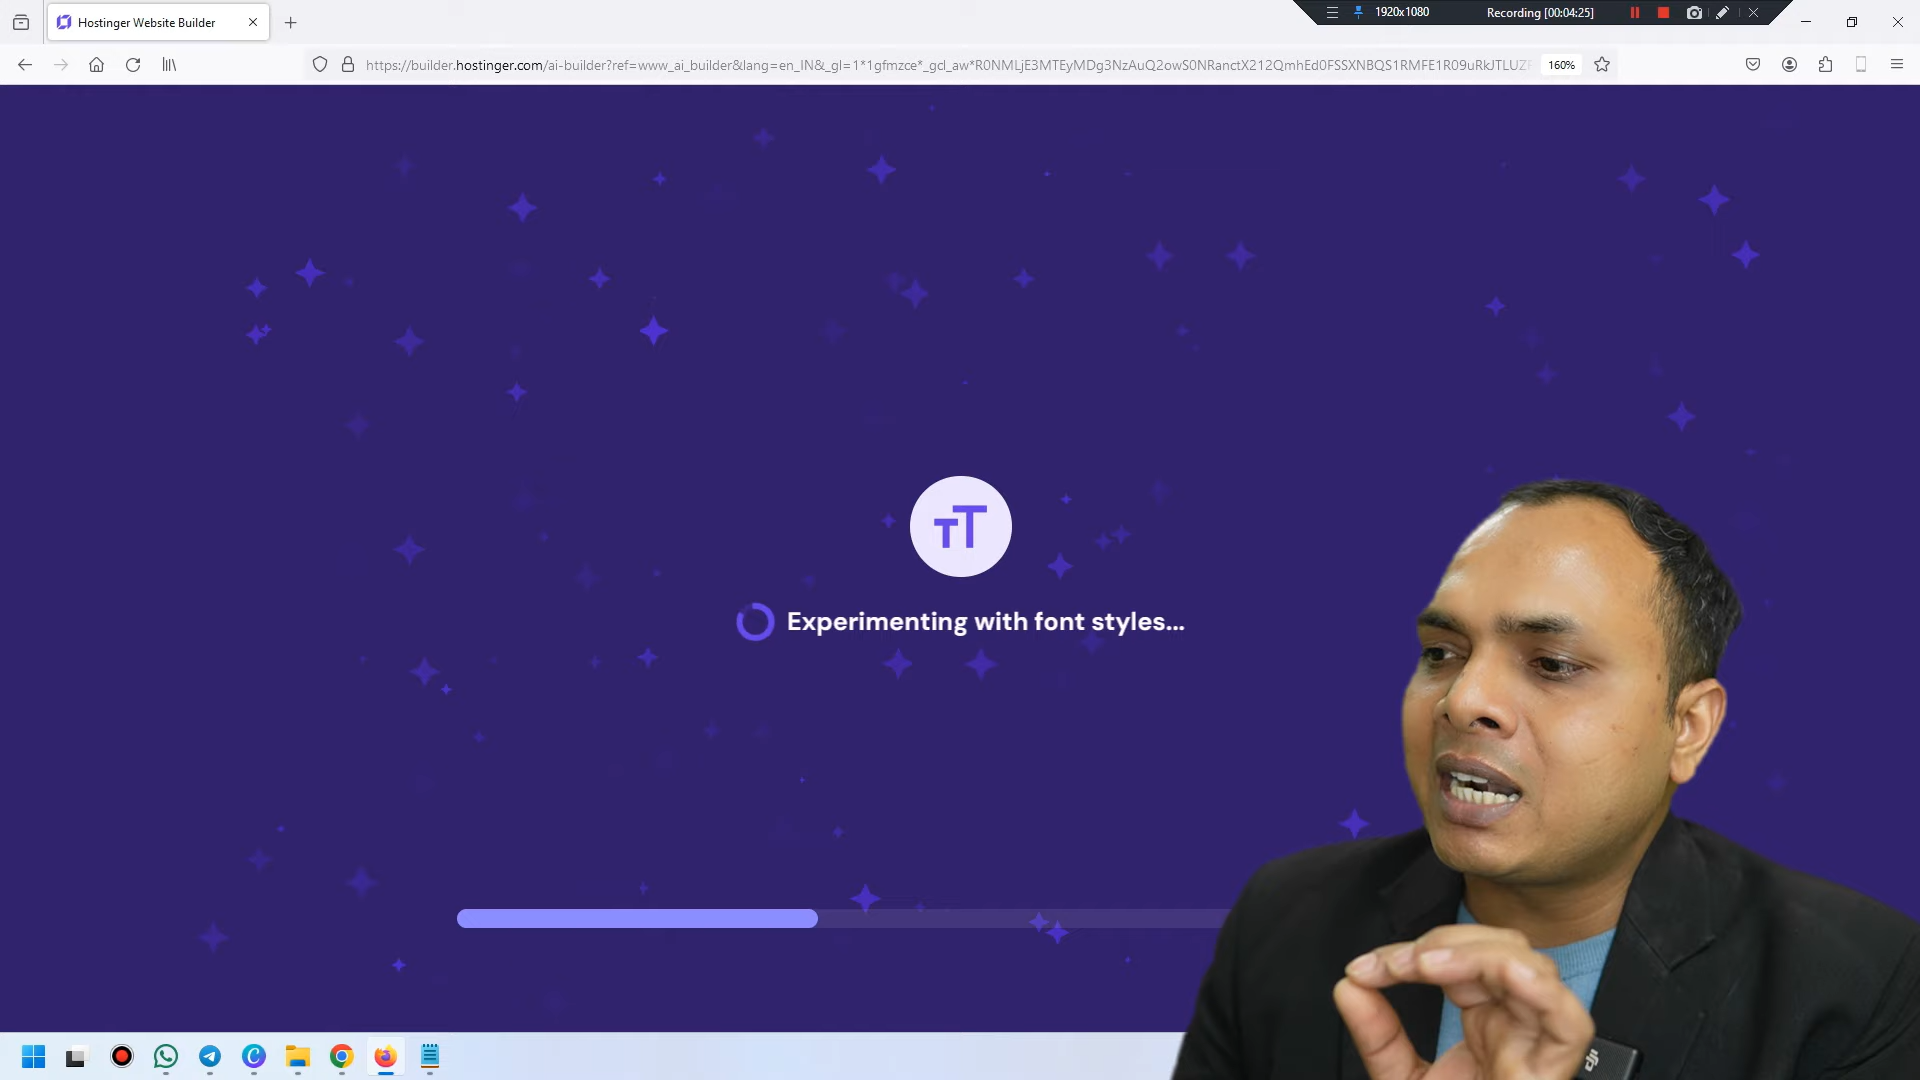 Hostinger Website Builder
1920x1080
Recording [00:04:25]
https://builder.hostinger.com/ai-builder?ref=www_ai_builder&lang=en_IN&_gl=1*1gfmzce*_gcl_aw*R0NMLjE3MTEyMDg3NzAuQ2owS0NRanctX212QmhEd0FSSXNBQS1RMFE1R09uRkJTLUZF
160%
TT
Experimenting with font styles...